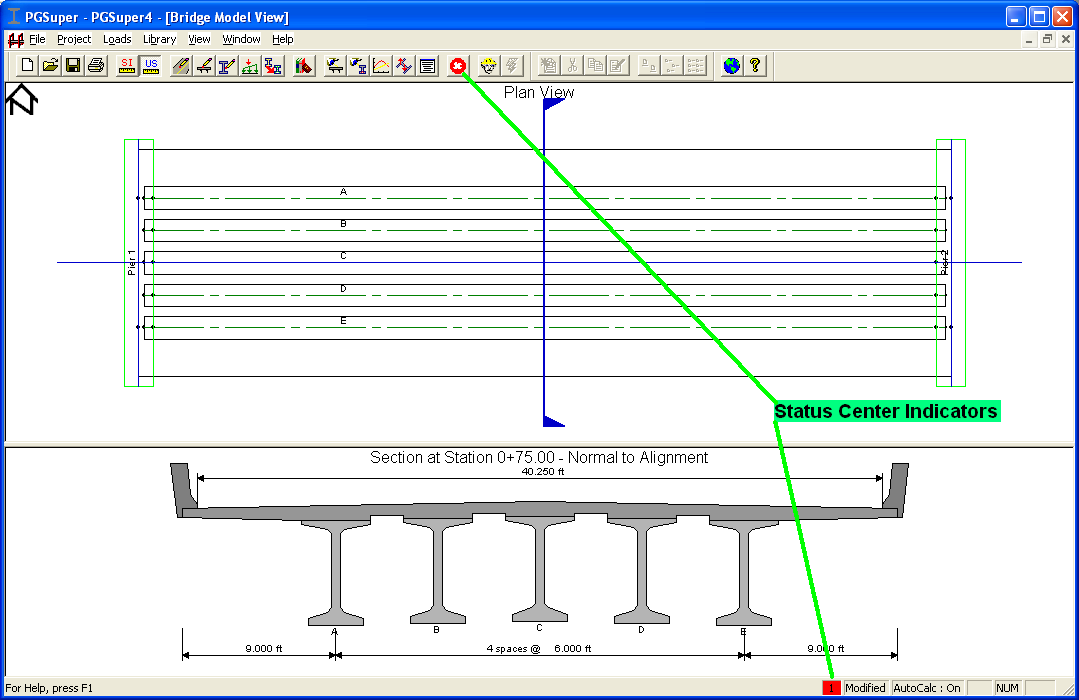 PGSuper - PGSuper4 - [Bridge Model View]
File Project Loads Library View Window Help
SI US
Plan View
A
B
Pier 1 C Pier 2
D
E
Status Center Indicators
Section at Station 0+75.00 - Normal to Alignment
40.250 ft
A B C D E
9.000 ft 4 spaces @ 6.000 ft 9.000 ft
For Help, press F1 1 Modified AutoCalc : On NUM